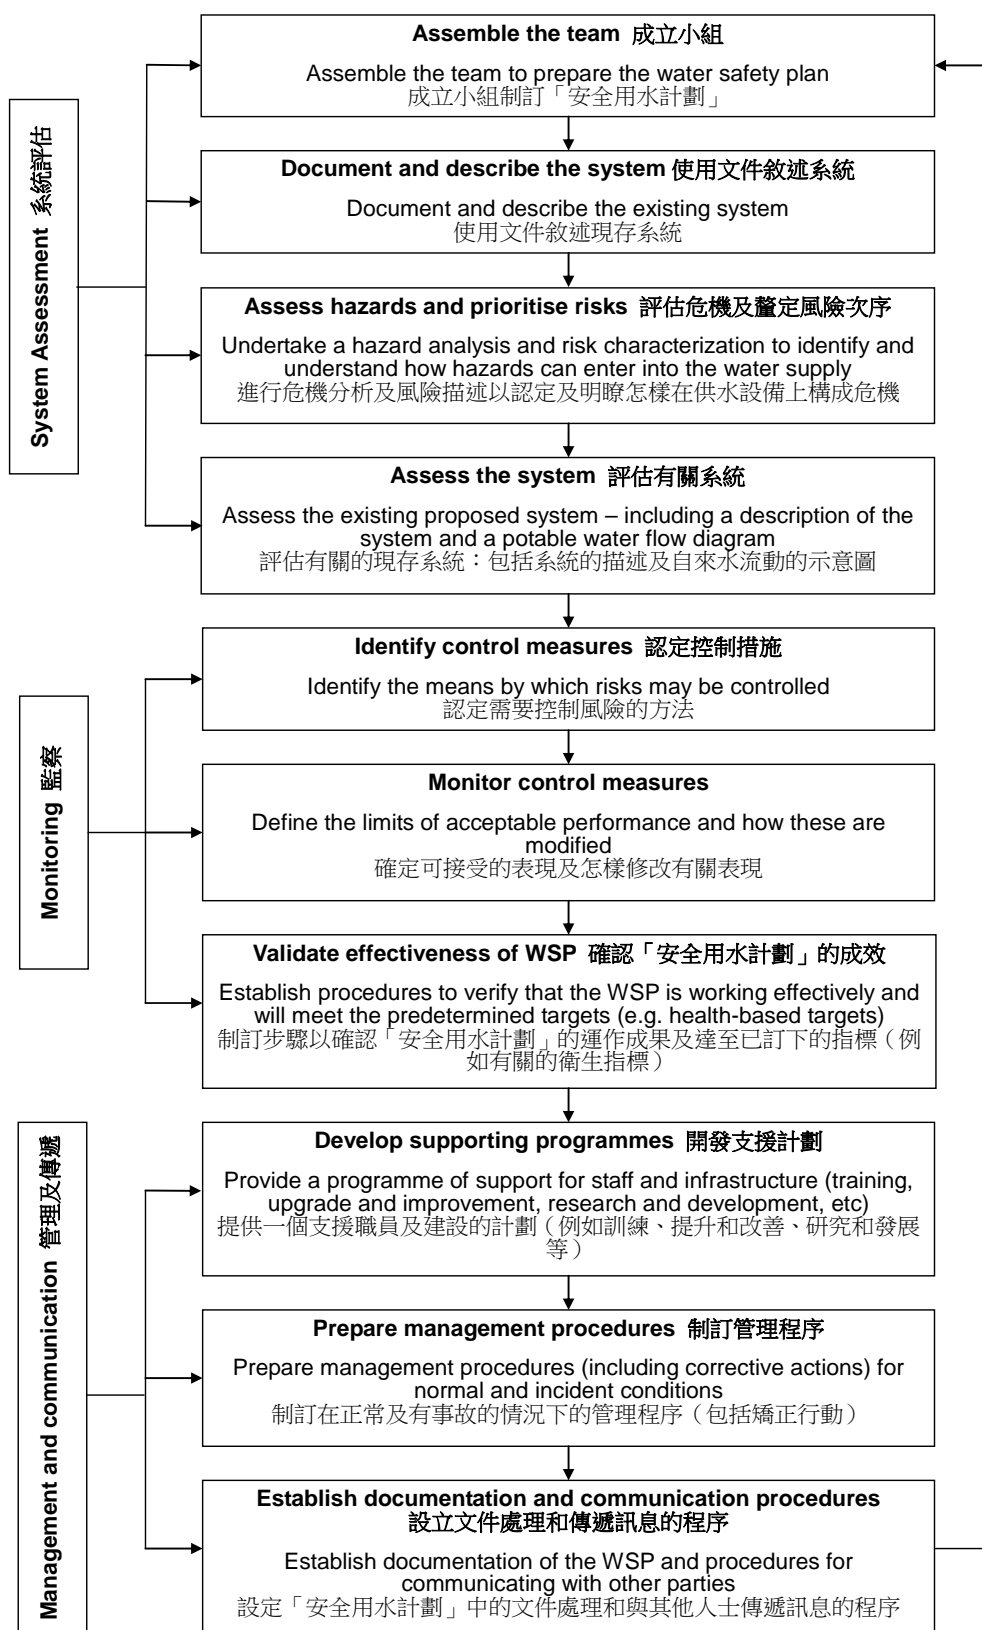 Assemble the team 成立小組
Assemble the team to prepare the water safety plan
成立小組制訂「安全用水計劃」
System Assessment 系統評估
Document and describe the system 使用文件敘述系統
Document and describe the existing system
使用文件敘述現存系統
Assess hazards and prioritise risks 評估危機及釐定風險次序
Undertake a hazard analysis and risk characterization to identify and
understand how hazards can enter into the water supply
進行危機分析及風險描述以認定及明瞭怎樣在供水設備上構成危機
Assess the system 評估有關系統
Assess the existing proposed system – including a description of the
system and a potable water flow diagram
評估有關的現存系統：包括系統的描述及自來水流動的示意圖
Identify control measures 認定控制措施
Identify the means by which risks may be controlled
認定需要控制風險的方法
Monitoring 監察
Monitor control measures
Define the limits of acceptable performance and how these are
modified
確定可接受的表現及怎樣修改有關表現
Validate effectiveness of WSP 確認「安全用水計劃」的成效
Establish procedures to verify that the WSP is working effectively and
will meet the predetermined targets (e.g. health-based targets)
制訂步驟以確認「安全用水計劃」的運作成果及達至已訂下的指標（例
如有關的衛生指標）
Develop supporting programmes 開發支援計劃
Provide a programme of support for staff and infrastructure (training,
upgrade and improvement, research and development, etc)
提供一個支援職員及建設的計劃（例如訓練、提升和改善、研究和發展
等）
Management and communication 管理及傳遞
Prepare management procedures 制訂管理程序
Prepare management procedures (including corrective actions) for
normal and incident conditions
制訂在正常及有事故的情況下的管理程序（包括矯正行動）
Establish documentation and communication procedures
設立文件處理和傳遞訊息的程序
Establish documentation of the WSP and procedures for
communicating with other parties
設定「安全用水計劃」中的文件處理和與其他人士傳遞訊息的程序